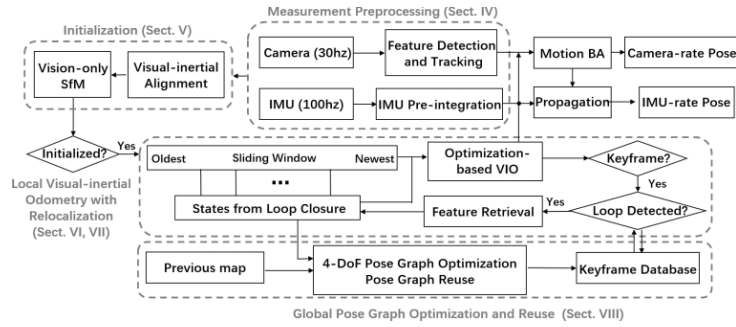 Measurement Preprocessing (Sect. IV)
Initialization (Sect. V)
Camera (30hz)
Feature Detection
and Tracking
Motion BA
Camera-rate Pose
Vision-only
SfM
Visual-inertial
Alignment
IMU (100hz)
IMU Pre-integration
Propagation
IMU-rate Pose
Initialized?
Yes
Oldest
Sliding Window
Newest
Optimization-
based VIO
Keyframe?
...
Yes
Local Visual-inertial
Odometry with
Relocalization
(Sect. VI, VII)
States from Loop Closure
Feature Retrieval
Yes
Loop Detected?
Previous map
4-DoF Pose Graph Optimization
Pose Graph Reuse
Keyframe Database
Global Pose Graph Optimization and Reuse (Sect. VIII)